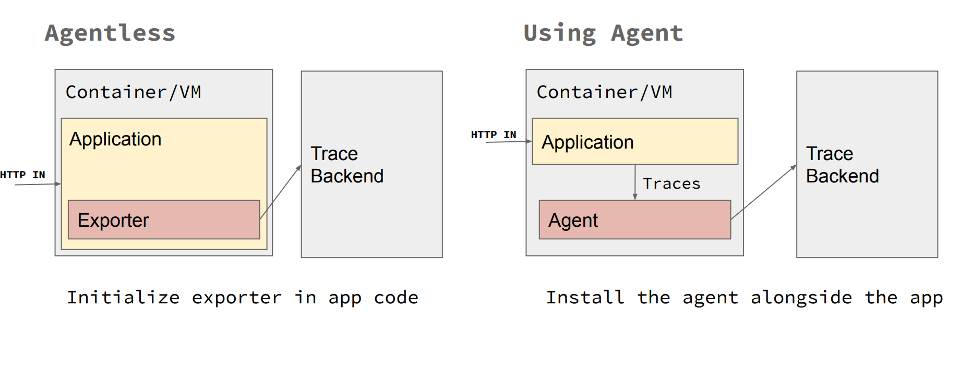 Agentless
Container/VM
Application
HTTP IN
Exporter
Trace
Backend
Initialize exporter in app code
Using Agent
Container/VM
HTTP IN
Application
Traces
Agent
Trace
Backend
Install the agent alongside the app